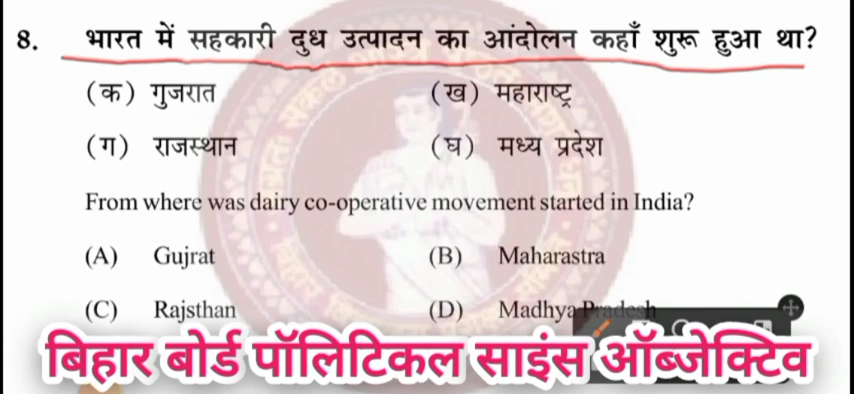 8. भारत में सहकारी दुध उत्पादन का आंदोलन कहाँ शुरू हुआ था?
(क) गुजरात (ख) महाराष्ट्र
(ग) राजस्थान (घ) मध्य प्रदेश
From where was dairy co-operative movement started in India?
(A) Gujrat (B) Maharastra
(C) Rajsthan (D) Madhya Pradesh
बिहार बोर्ड पॉलिटिकल साइंस ऑब्जेक्टिव